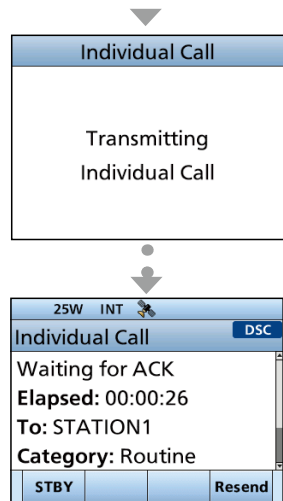 Individual Call
Transmitting
Individual Call
25W INT
Individual Call DSC
Waiting for ACK
Elapsed: 00:00:26
To: STATION1
Category: Routine
STBY Resend